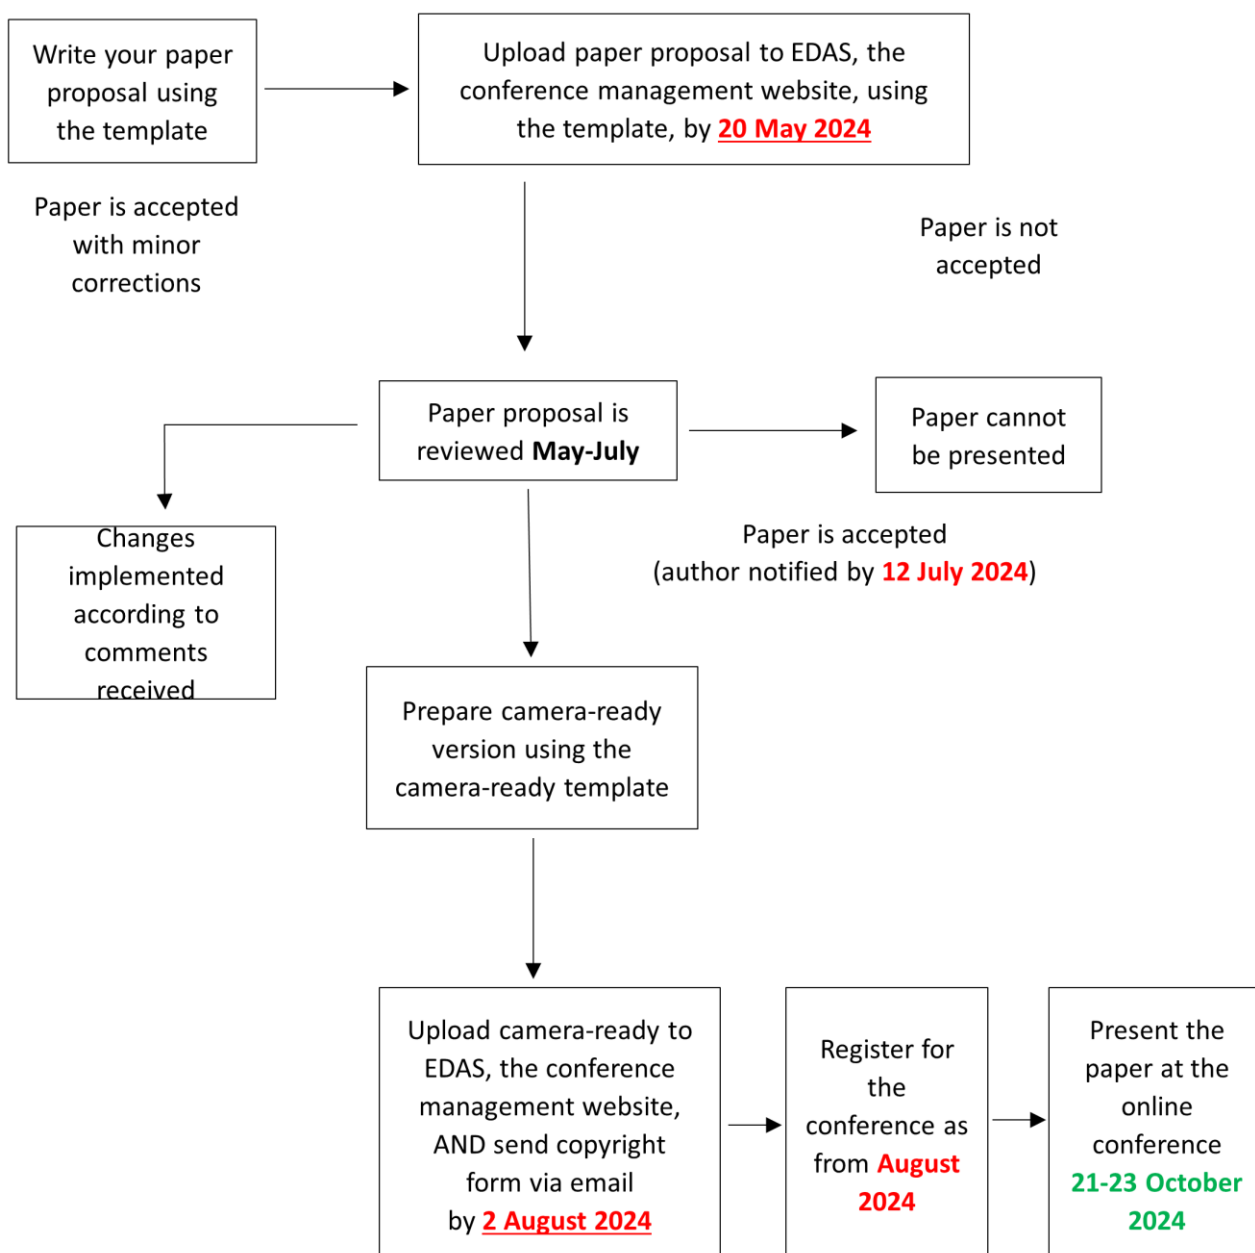 Write your paper
proposal using
the template
Upload paper proposal to EDAS, the
conference management website, using
the template, by 20 May 2024
Paper is accepted
with minor
corrections
Paper is not
accepted
Paper proposal is
reviewed May-July
Paper cannot
be presented
Changes
implemented
according to
comments
received
Paper is accepted
(author notified by 12 July 2024)
Prepare camera-ready
version using the
camera-ready template
Upload camera-ready to
EDAS, the conference
management website,
AND send copyright
form via email
by 2 August 2024
Register for
the
conference as
from August
2024
Present the
paper at the
online
conference
21-23 October
2024